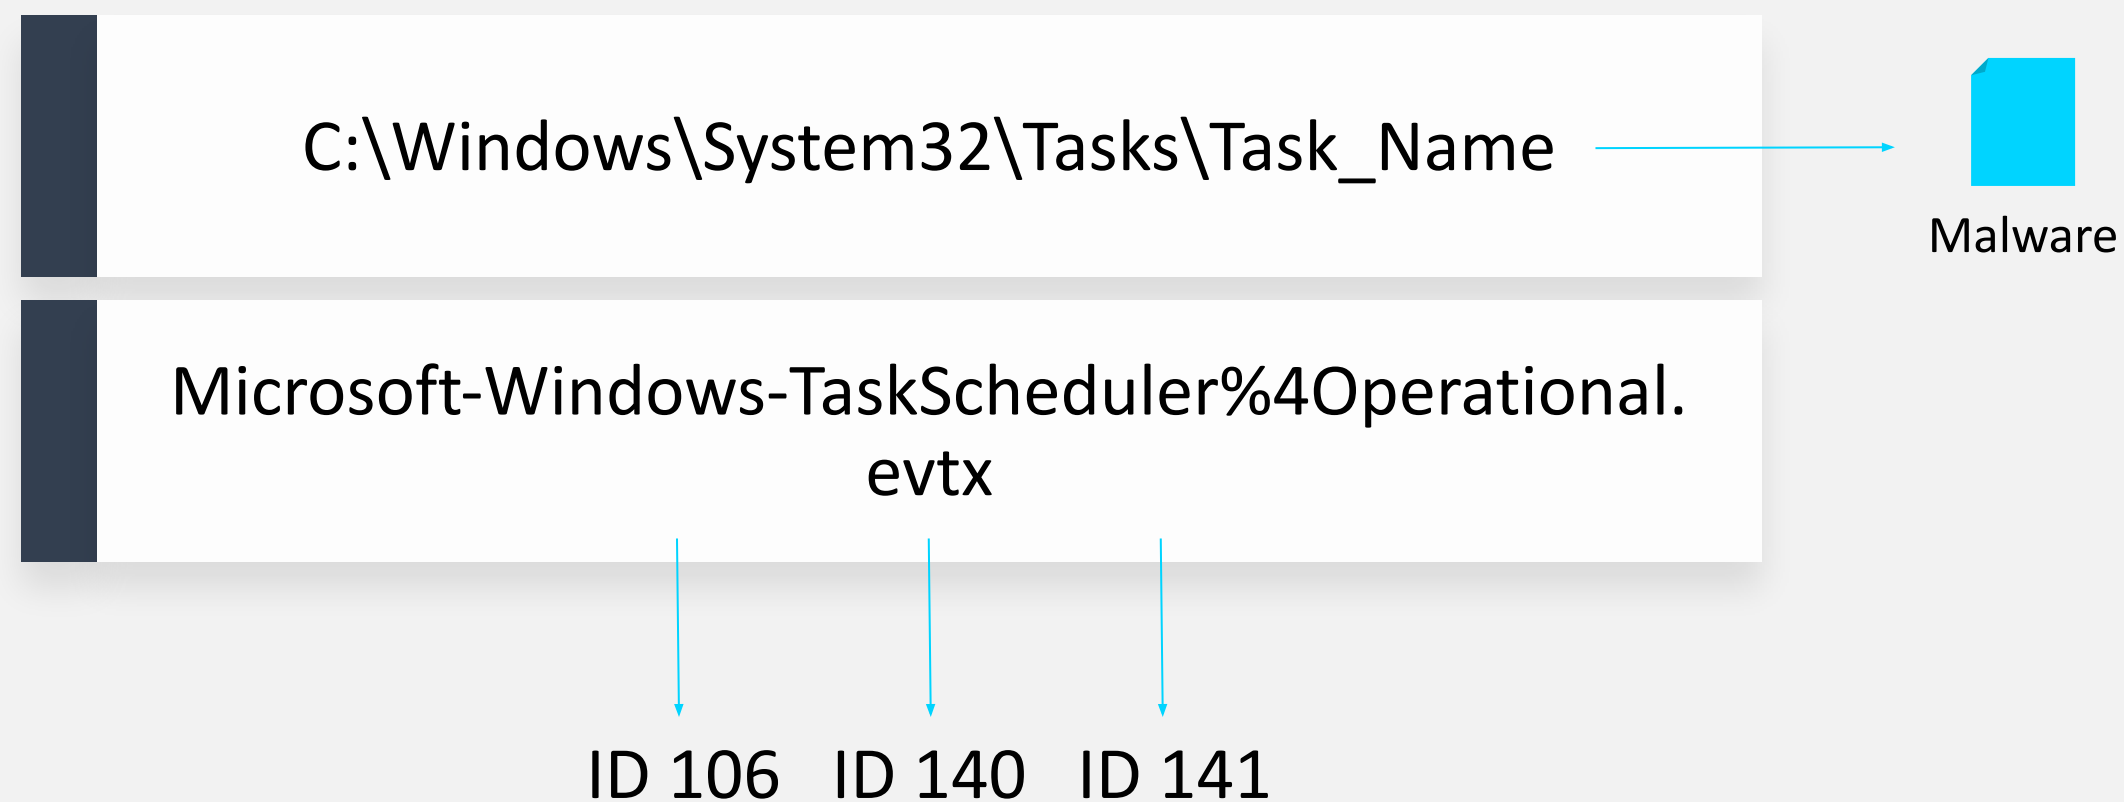 C:\Windows\System32\Tasks\Task_Name
Malware
Microsoft-Windows-TaskScheduler%4Operational.
evtx
ID 106 ID 140 ID 141